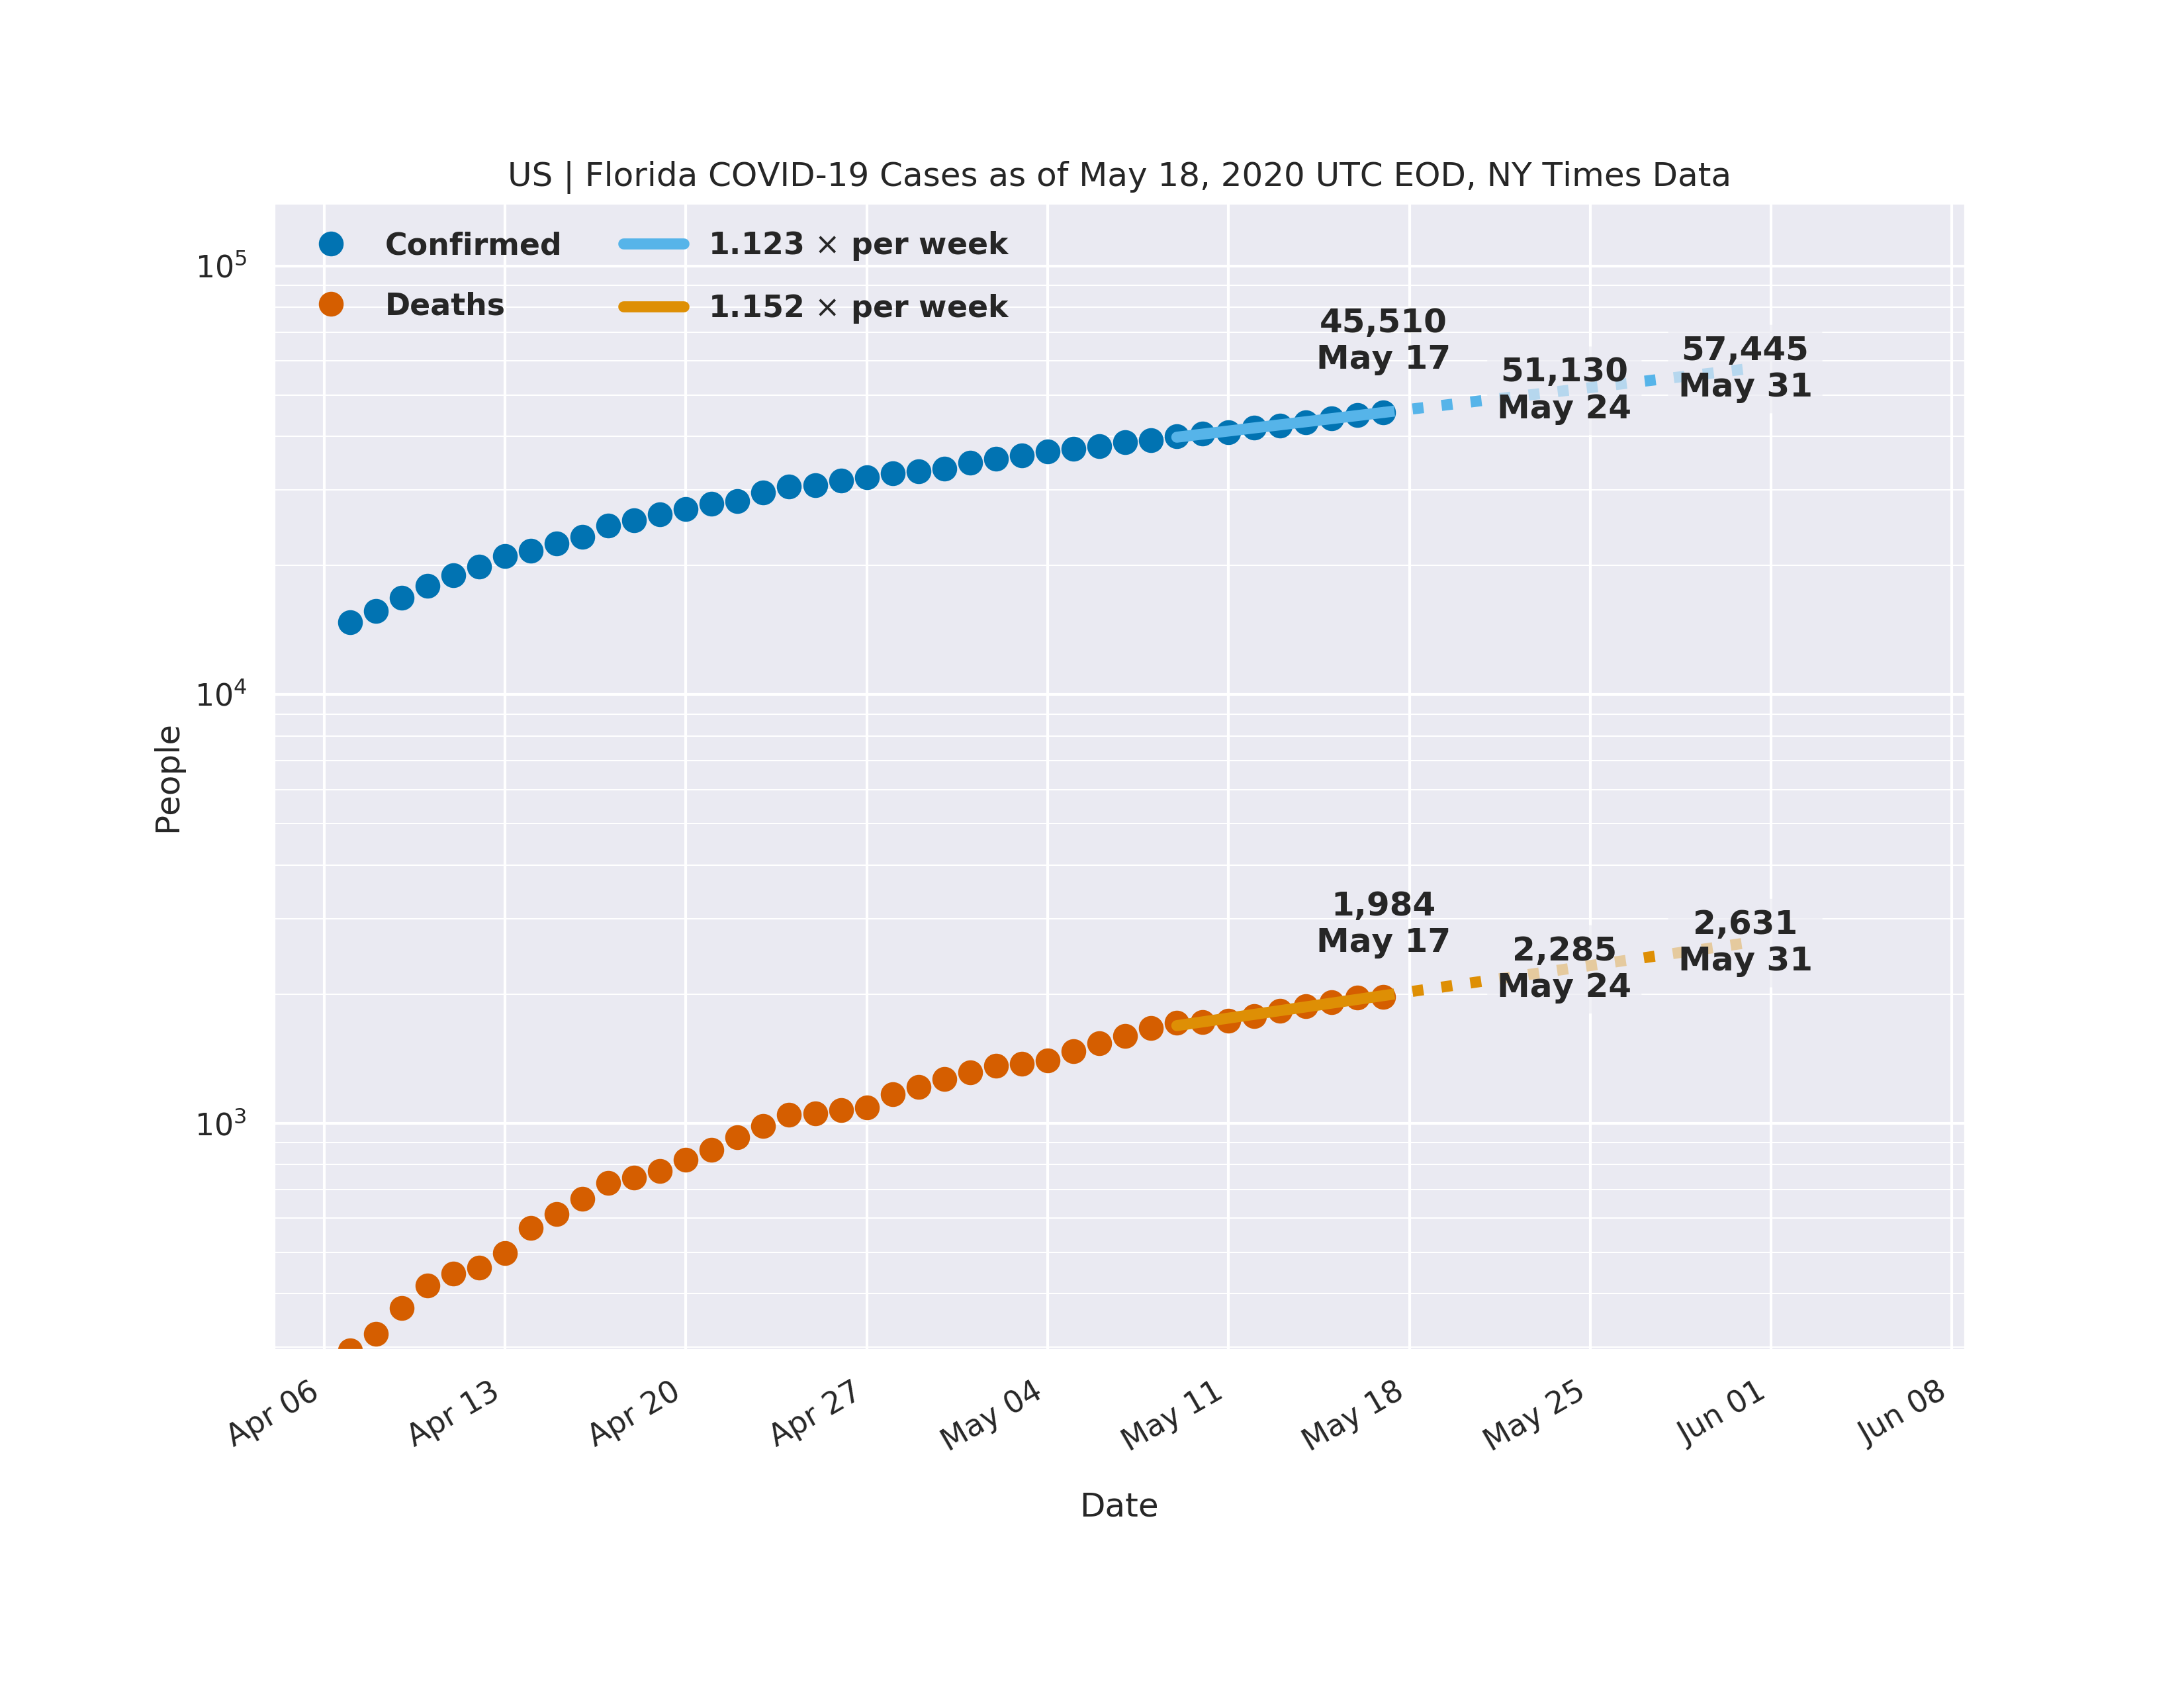 US | Florida COVID-19 Cases as of May 18, 2020 UTC EOD, NY Times Data
Confirmed
Deaths
1.123 × per week
1.152 × per week
45,510
May 17
51,130
May 24
57,445
May 31
1,984
May 17
2,285
May 24
2,631
May 31
10⁵
10⁴
10³
People
Apr 06
Apr 13
Apr 20
Apr 27
May 04
May 11
May 18
May 25
Jun 01
Jun 08
Date